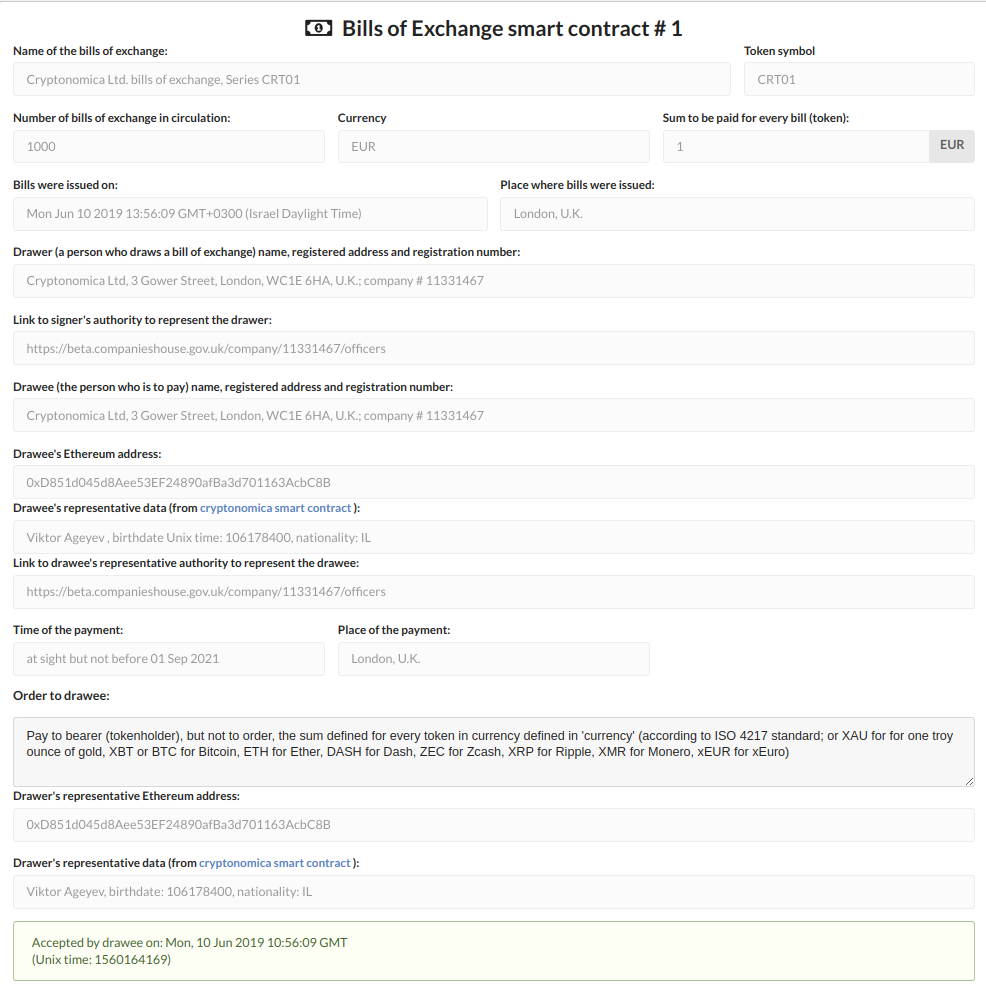 Bills of Exchange smart contract # 1
Name of the bills of exchange:
Token symbol
Cryptonomica Ltd. bills of exchange, Series CRT01
CRT01
Number of bills of exchange in circulation:
Currency
Sum to be paid for every bill (token):
1000
EUR
1
EUR
Bills were issued on:
Place where bills were issued:
Mon Jun 10 2019 13:56:09 GMT+0300 (Israel Daylight Time)
London, U.K.
Drawer (a person who draws a bill of exchange) name, registered address and registration number:
Cryptonomica Ltd, 3 Gower Street, London, WC1E 6HA, U.K.; company # 11331467
Link to signer's authority to represent the drawer:
https://beta.companieshouse.gov.uk/company/11331467/officers
Drawee (the person who is to pay) name, registered address and registration number:
Cryptonomica Ltd, 3 Gower Street, London, WC1E 6HA, U.K.; company # 11331467
Drawee's Ethereum address:
0xD851d045d8Aee53EF24890afBa3d701163AcbC8B
Drawee's representative data (from cryptonomica smart contract ):
Viktor Ageyev , birthdate Unix time: 106178400, nationality: IL
Link to drawee's representative authority to represent the drawee:
https://beta.companieshouse.gov.uk/company/11331467/officers
Time of the payment:
Place of the payment:
at sight but not before 01 Sep 2021
London, U.K.
Order to drawee:
Pay to bearer (tokenholder), but not to order, the sum defined for every token in currency defined in 'currency' (according to ISO 4217 standard; or XAU for for one troy
ounce of gold, XBT or BTC for Bitcoin, ETH for Ether, DASH for Dash, ZEC for Zcash, XRP for Ripple, XMR for Monero, xEUR for xEuro)
Drawer's representative Ethereum address:
0xD851d045d8Aee53EF24890afBa3d701163AcbC8B
Drawer's representative data (from cryptonomica smart contract ):
Viktor Ageyev, birthdate: 106178400, nationality: IL
Accepted by drawee on: Mon, 10 Jun 2019 10:56:09 GMT
(Unix time: 1560164169)